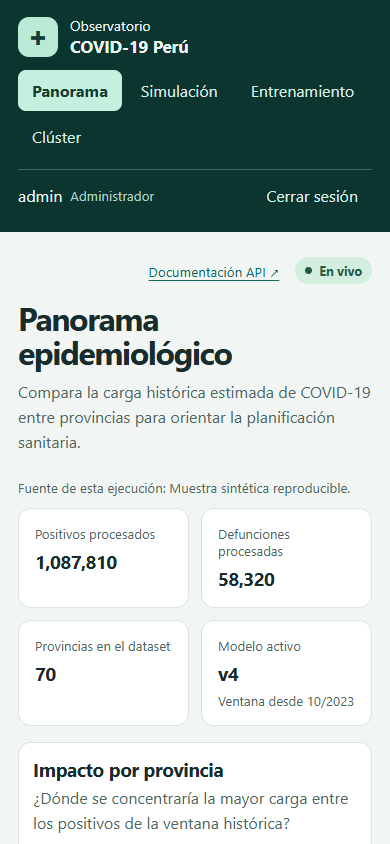 Observatorio
COVID-19 Perú
Panorama
Simulación
Entrenamiento
Clúster
admin Administrador
Cerrar sesión
Documentación API ↗
En vivo
Panorama
epidemiológico
Compara la carga histórica estimada de COVID-19
entre provincias para orientar la planificación
sanitaria.
Fuente de esta ejecución: Muestra sintética reproducible.
Positivos procesados
1,087,810
Defunciones
procesadas
58,320
Provincias en el dataset
70
Modelo activo
v4
Ventana desde 10/2023
Impacto por provincia
¿Dónde se concentraría la mayor carga entre
los positivos de la ventana histórica?